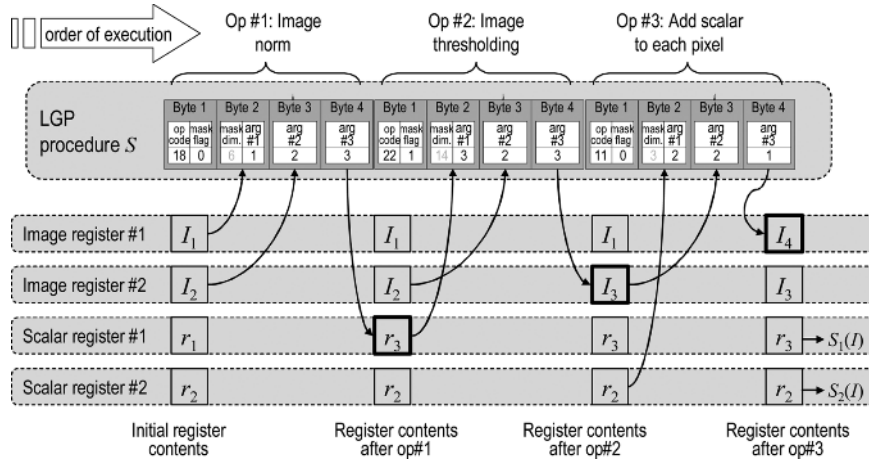 order of execution
Op #1: Image
norm
Op #2: Image
thresholding
Op #3: Add scalar
to each pixel
LGP
procedure S
Byte 1 Byte 2 Byte 3 Byte 4 Byte 1 Byte 2 Byte 3 Byte 4 Byte 1 Byte 2 Byte 3 Byte 4
op code mask flag mask dim. arg #1 arg #2 arg #3 op code mask flag mask dim. arg #1 arg #2 arg #3 op code mask flag mask dim. arg #1 arg #2 arg #3
18 0 6 1 2 3 22 1 14 3 2 3 11 0 3 2 2 1
Image register #1 I₁ I₁ I₁ I₄
Image register #2 I₂ I₂ I₃ I₃
Scalar register #1 r₁ r₃ r₃ r₃ S₁(I)
Scalar register #2 r₂ r₂ r₂ r₂ S₂(I)
Initial register
contents
Register contents
after op#1
Register contents
after op#2
Register contents
after op#3